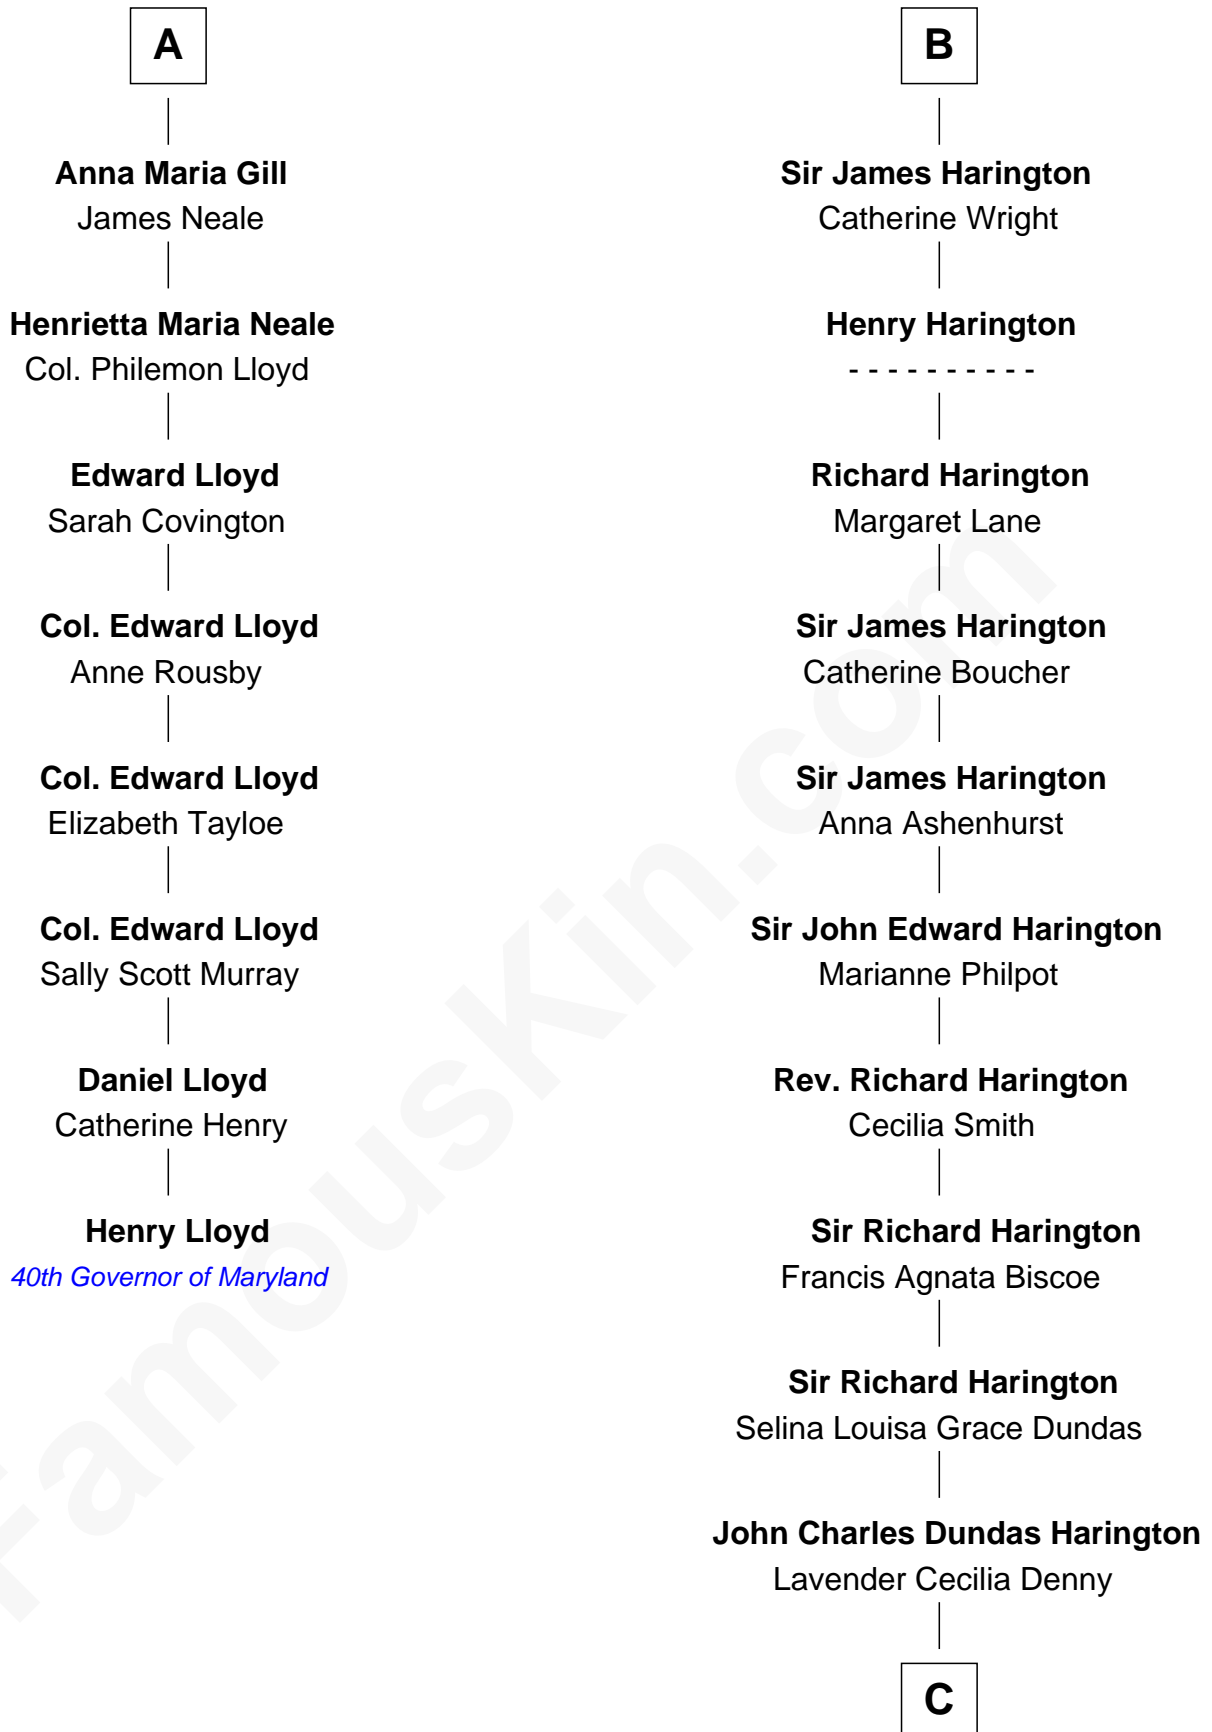 A
Anna Maria Gill
James Neale
Henrietta Maria Neale
Col. Philemon Lloyd
Edward Lloyd
Sarah Covington
Col. Edward Lloyd
Anne Rousby
Col. Edward Lloyd
Elizabeth Tayloe
Col. Edward Lloyd
Sally Scott Murray
Daniel Lloyd
Catherine Henry
Henry Lloyd
40th Governor of Maryland
B
Sir James Harington
Catherine Wright
Henry Harington
- - - - - - - - - -
Richard Harington
Margaret Lane
Sir James Harington
Catherine Boucher
Sir James Harington
Anna Ashenhurst
Sir John Edward Harington
Marianne Philpot
Rev. Richard Harington
Cecilia Smith
Sir Richard Harington
Francis Agnata Biscoe
Sir Richard Harington
Selina Louisa Grace Dundas
John Charles Dundas Harington
Lavender Cecilia Denny
C
FamousKin.com